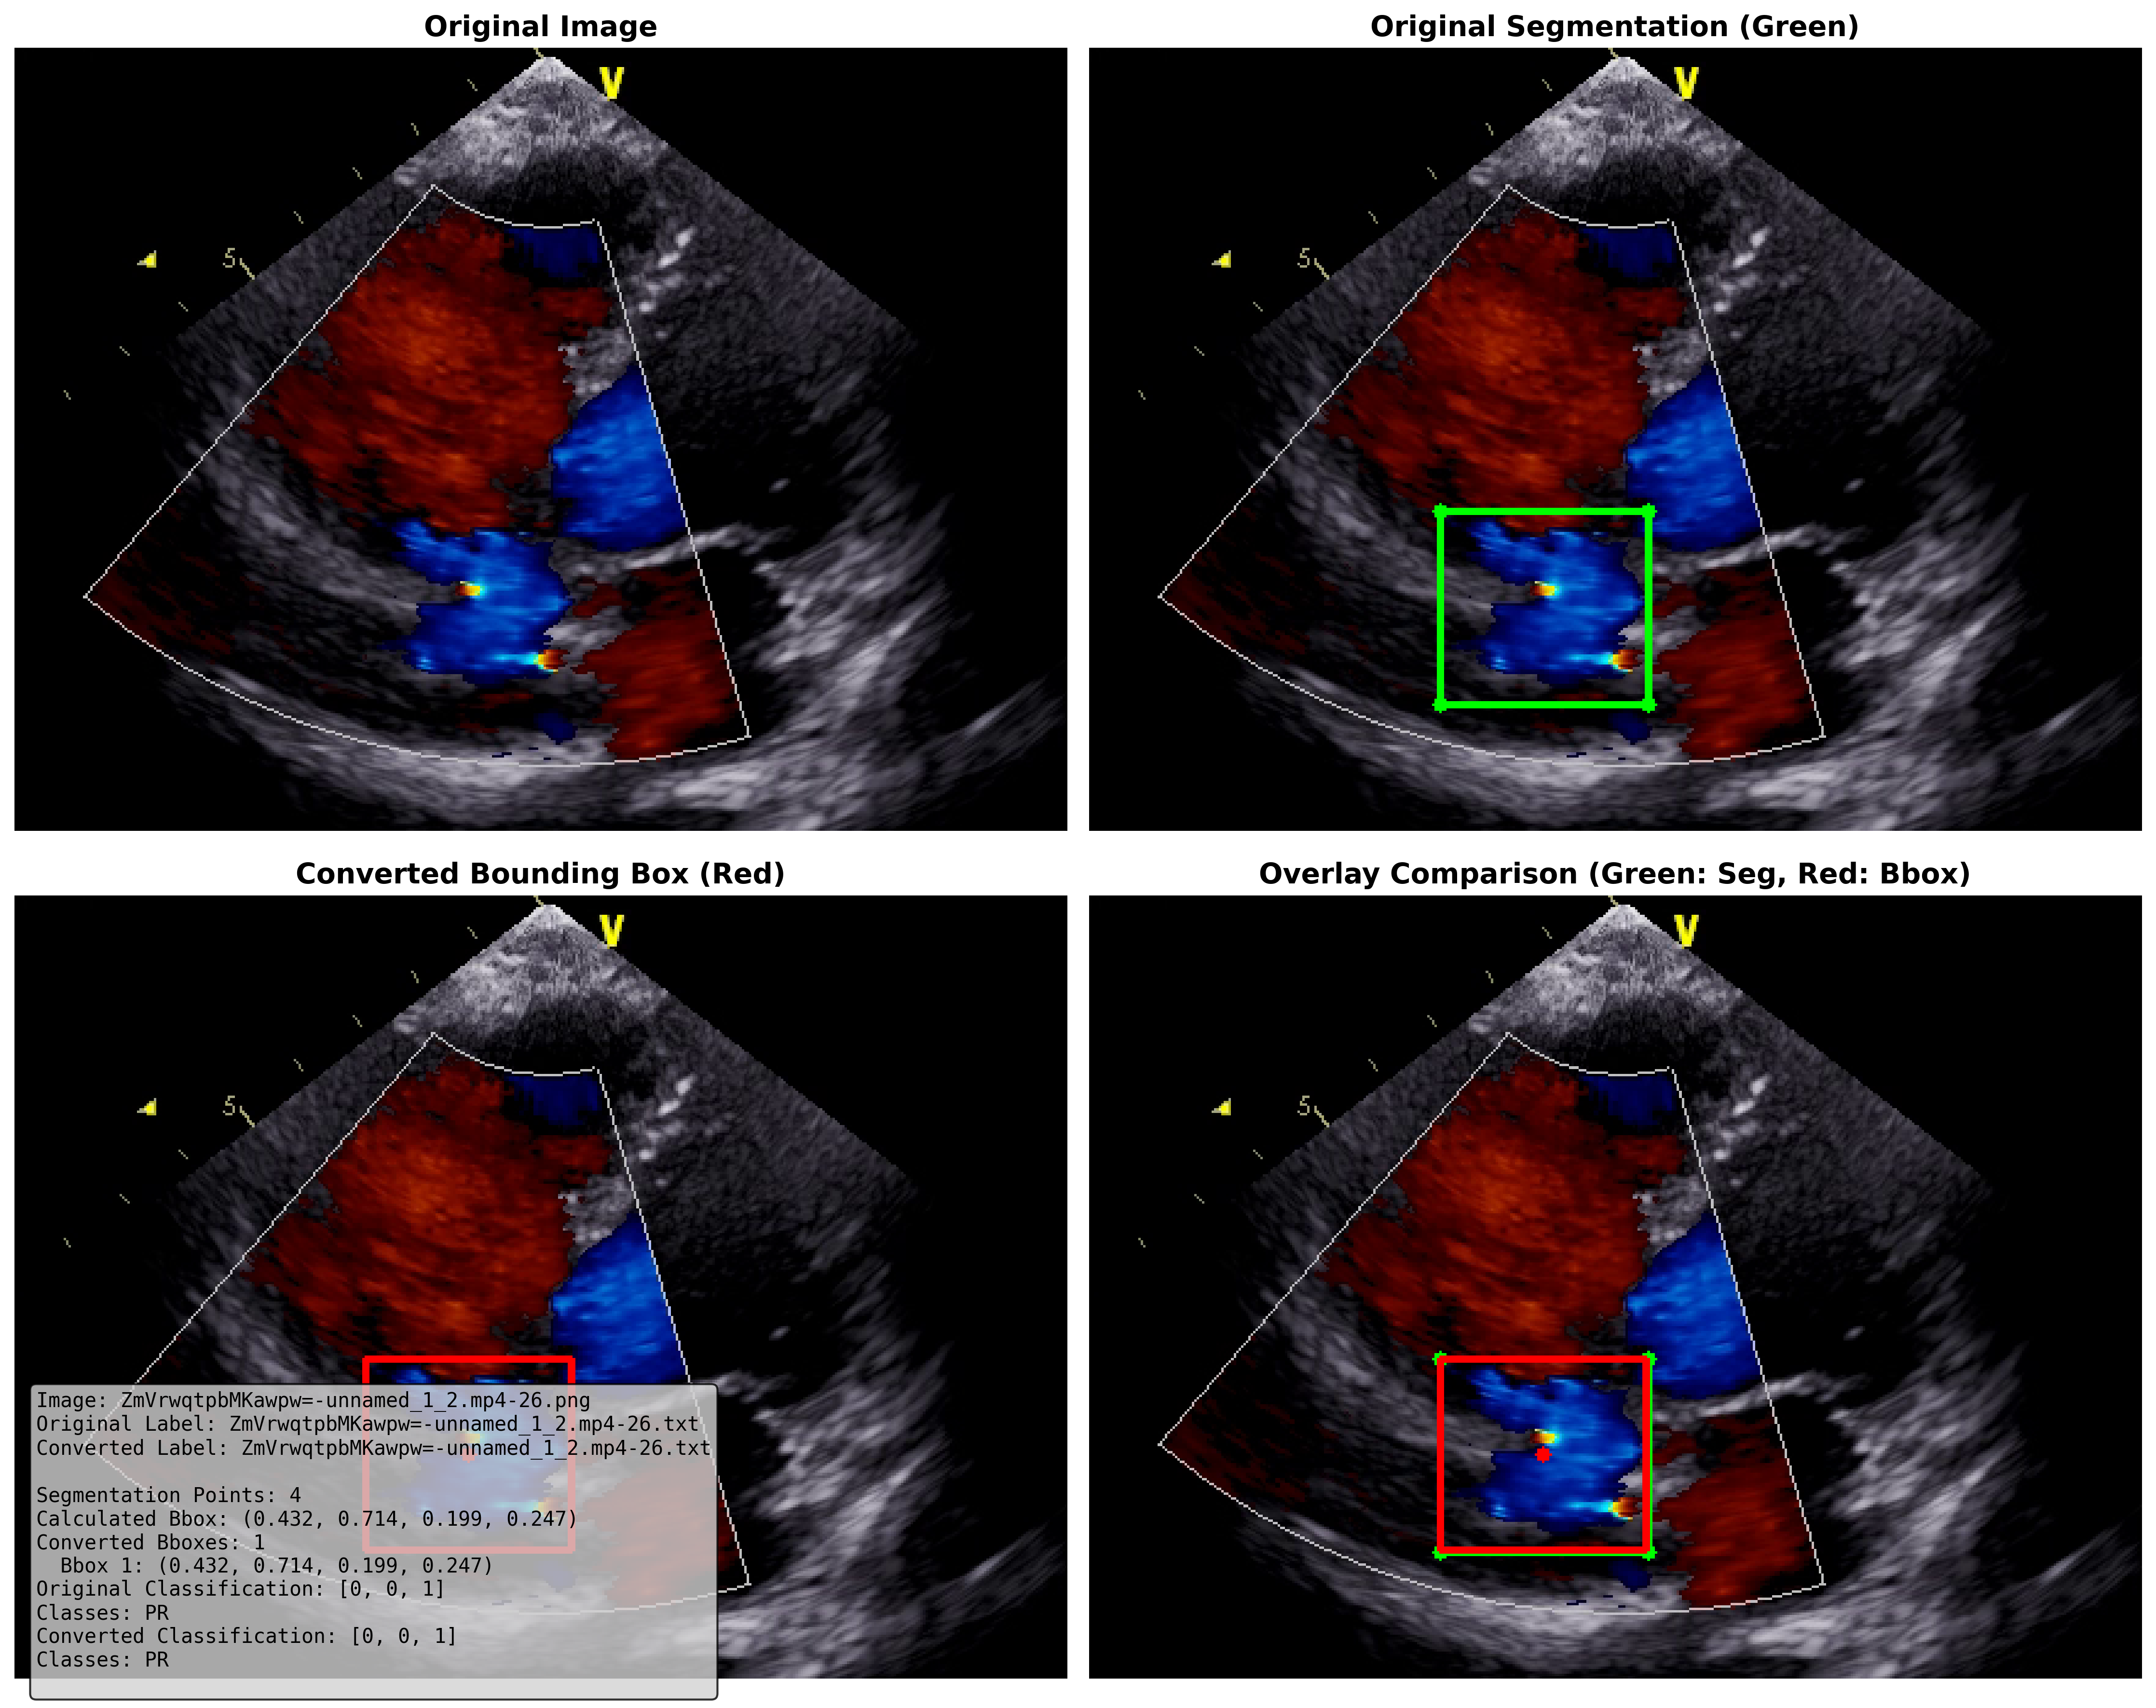 Original Image
Original Segmentation (Green)
V
5
V
5
Converted Bounding Box (Red)
Overlay Comparison (Green: Seg, Red: Bbox)
V
5
V
5
Image: ZmVrwqtpbMKawpw=-unnamed_1_2.mp4-26.png
Original Label: ZmVrwqtpbMKawpw=-unnamed_1_2.mp4-26.txt
Converted Label: ZmVrwqtpbMKawpw=-unnamed_1_2.mp4-26.txt
Segmentation Points: 4
Calculated Bbox: (0.432, 0.714, 0.199, 0.247)
Converted Bboxes: 1
Bbox 1: (0.432, 0.714, 0.199, 0.247)
Original Classification: [0, 0, 1]
Classes: PR
Converted Classification: [0, 0, 1]
Classes: PR